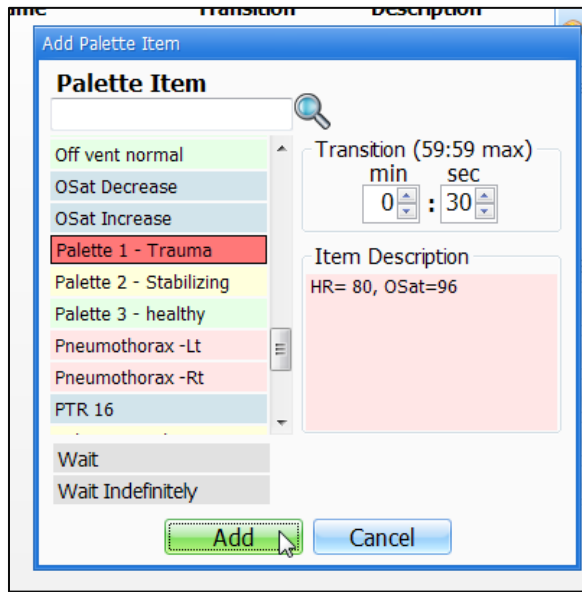 Transition Description
Add Palette Item
Palette Item
Off vent normal
OSat Decrease
OSat Increase
Palette 1 - Trauma
Palette 2 - Stabilizing
Palette 3 - healthy
Pneumothorax -Lt
Pneumothorax -Rt
PTR 16
Wait
Wait Indefinitely
Transition (59:59 max)
min sec
0 : 30
Item Description
HR= 80, OSat=96
Add Cancel